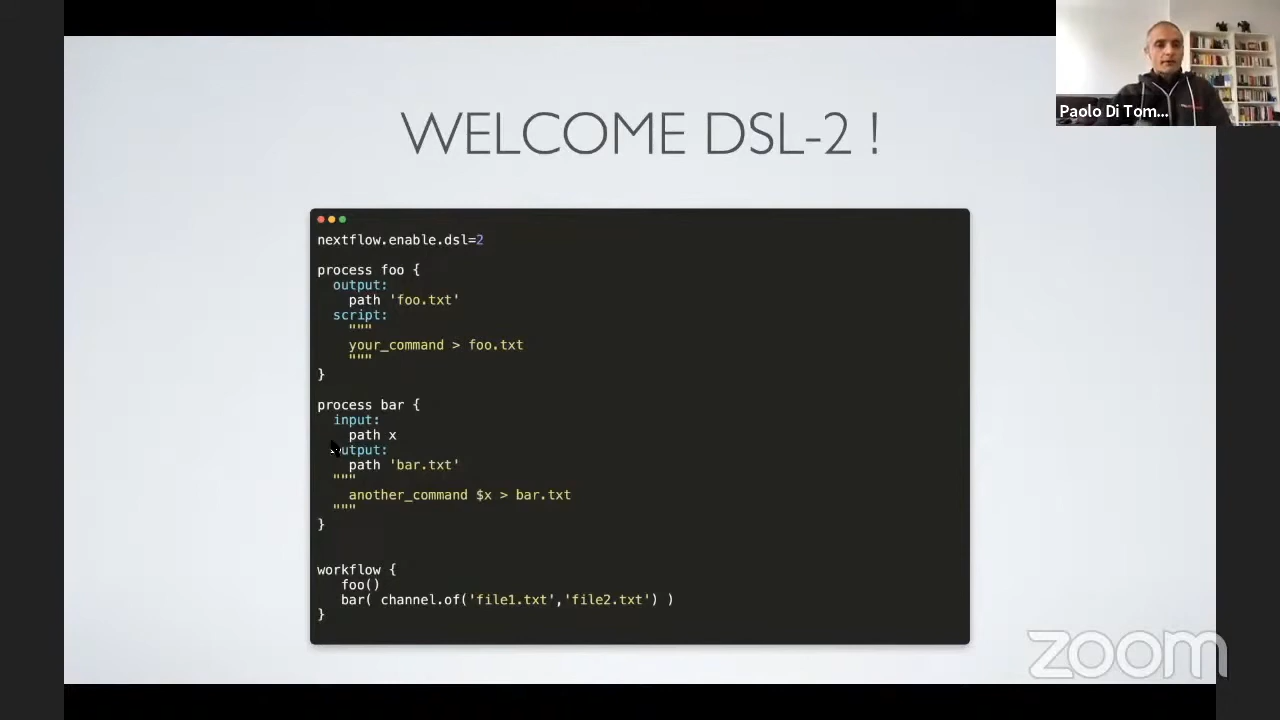 WELCOME DSL-2 !
Paolo Di Tom...
nextflow.enable.dsl=2
process foo {
output:
path 'foo.txt'
script:
"""
your_command > foo.txt
"""
}
process bar {
input:
path x
output:
path 'bar.txt'
"""
another_command $x > bar.txt
"""
}
workflow {
foo()
bar( channel.of('file1.txt','file2.txt') )
}
zoom